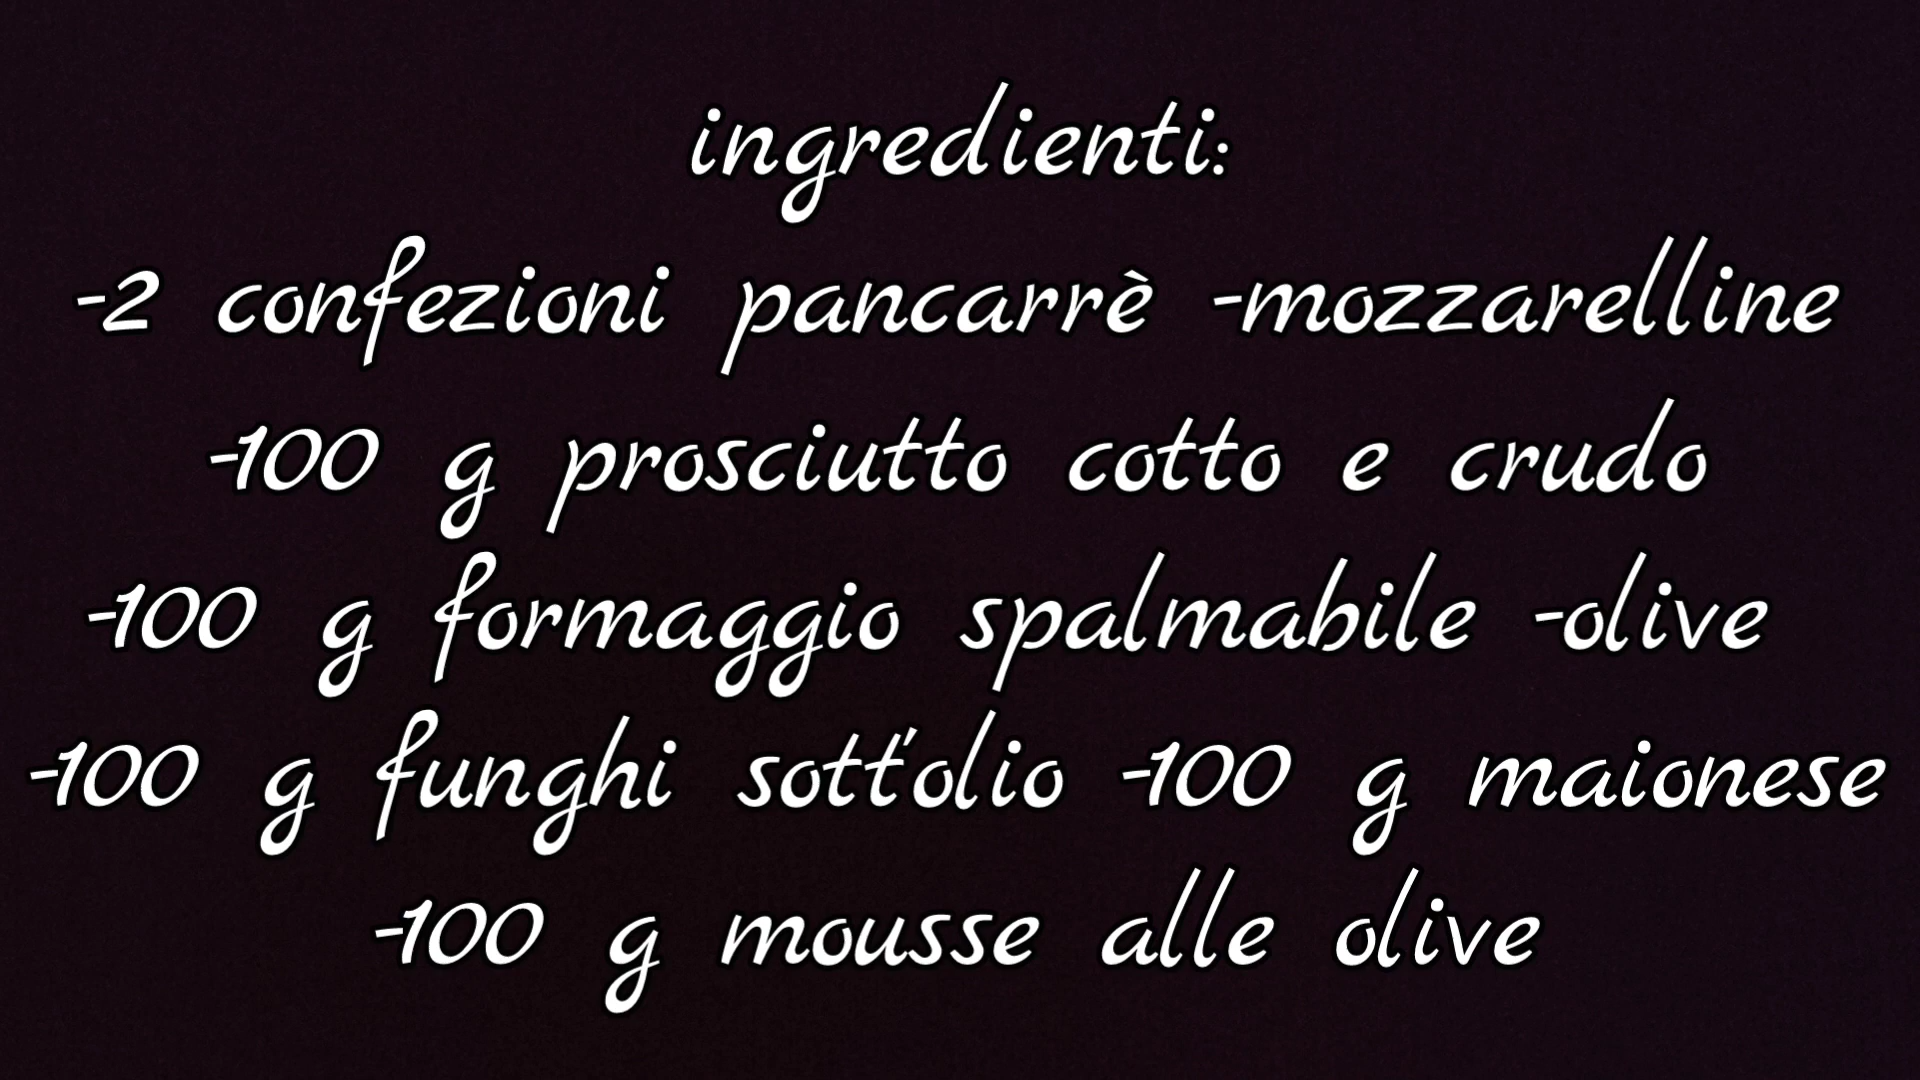 ingredienti:
-2 confezioni pancarrè -mozzarelline
-100 g prosciutto cotto e crudo
-100 g formaggio spalmabile -olive
-100 g funghi sott'olio -100 g maionese
-100 g mousse alle olive